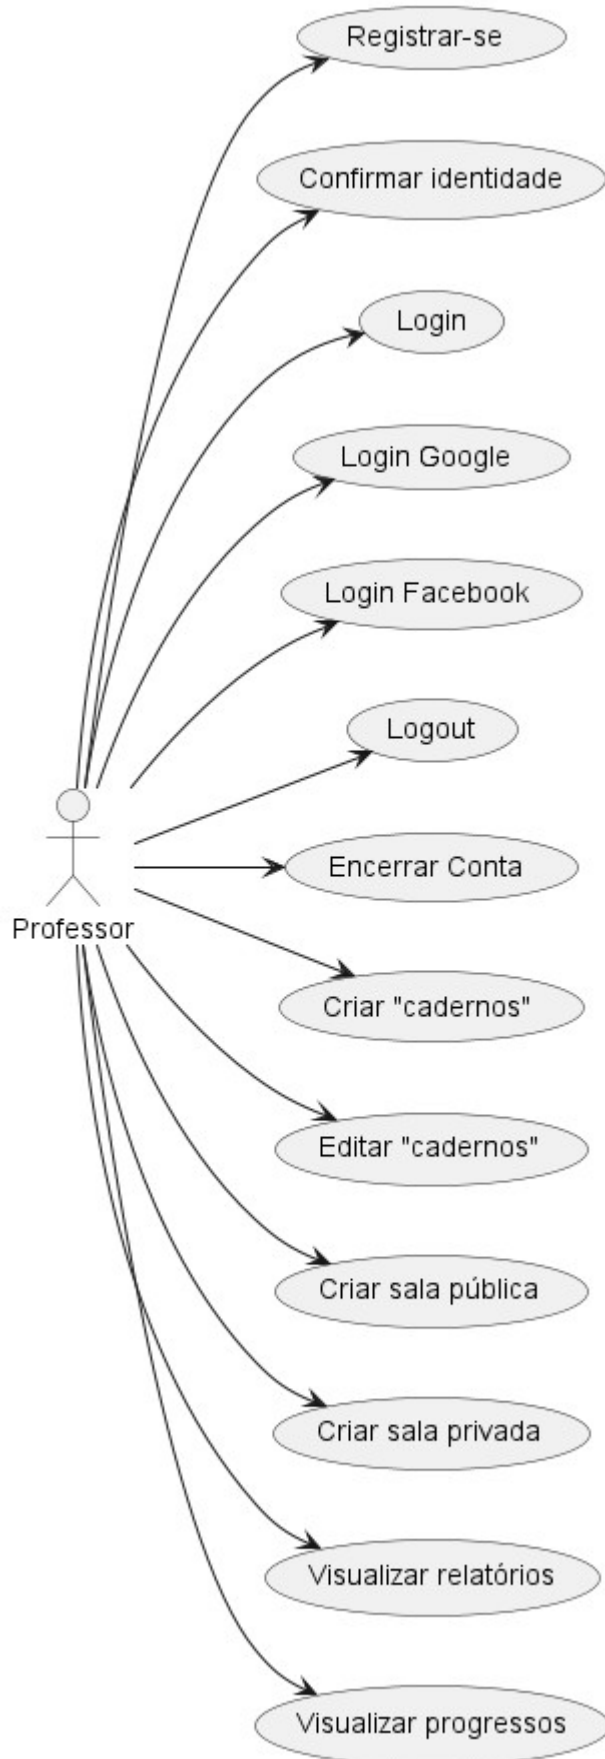 Registrar-se
Confirmar identidade
Login
Login Google
Login Facebook
Logout
Encerrar Conta
Professor
Criar "cadernos"
Editar "cadernos"
Criar sala pública
Criar sala privada
Visualizar relatórios
Visualizar progressos